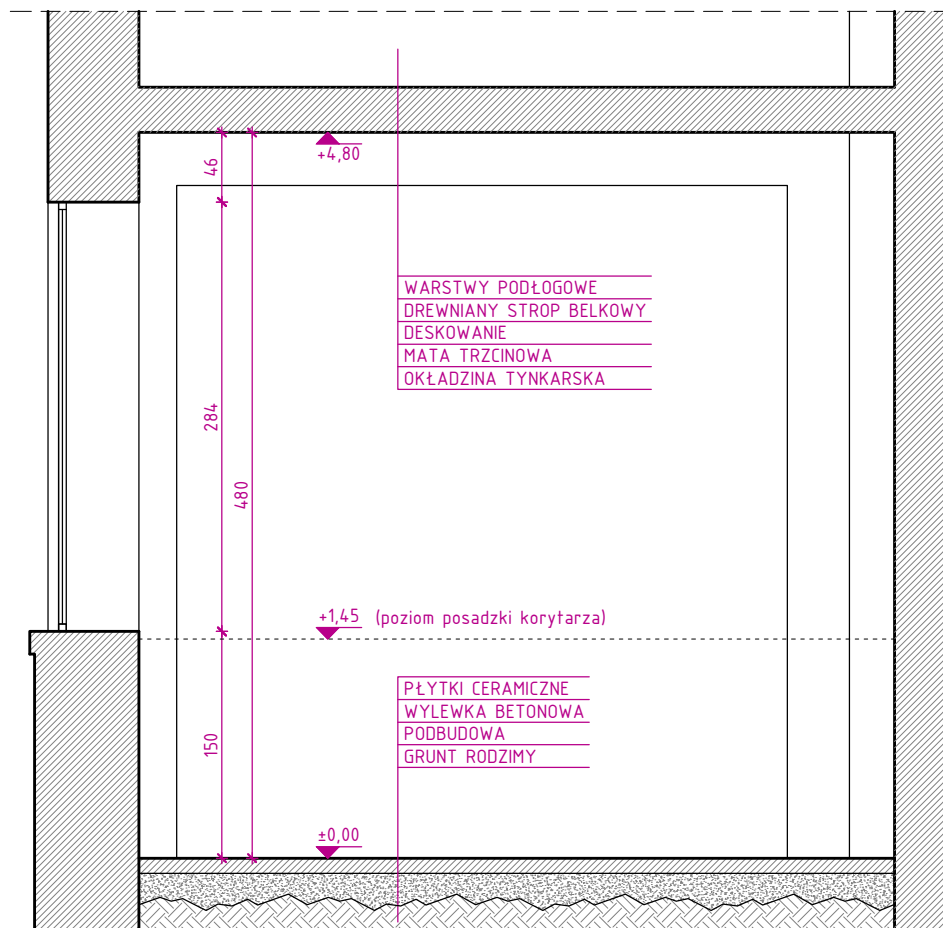 46
+4,80
WARSTWY PODŁOGOWE
DREWNIANY STROP BELKOWY
DESKOWANIE
MATA TRZCINOWA
OKŁADZINA TYNKARSKA
284
480
+1,45 (poziom posadzki korytarza)
PŁYTKI CERAMICZNE
WYLEWKA BETONOWA
PODBUDOWA
GRUNT RODZIMY
150
±0,00